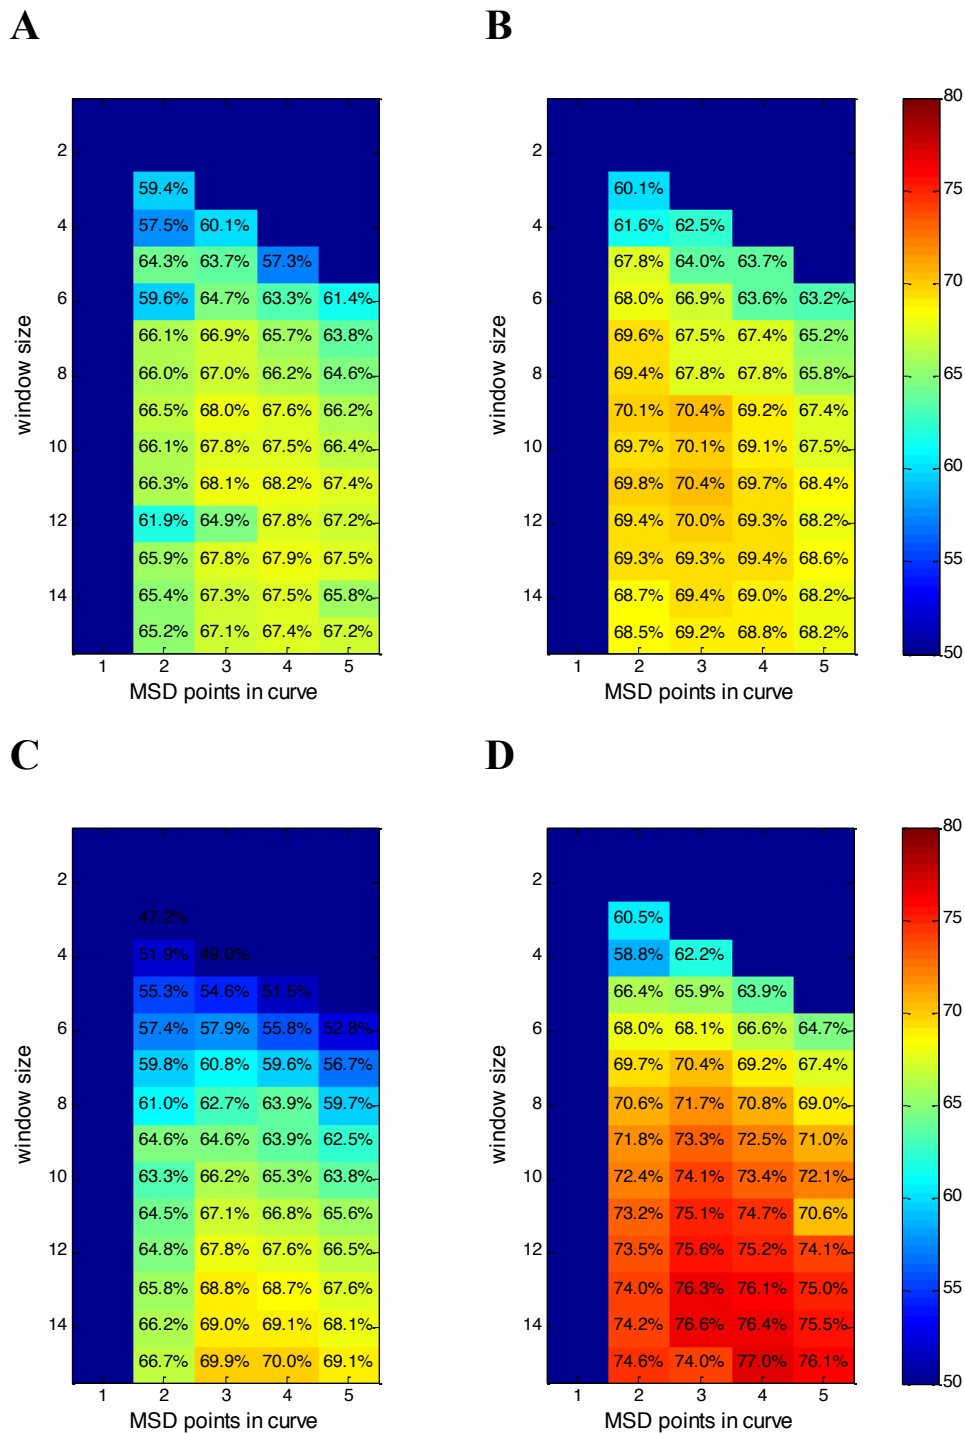 A B
80
2 2
75
59.4% 60.1%
4 57.5% 60.1% 4 61.6% 62.5%
70
64.3% 63.7% 57.3% 67.8% 64.0% 63.7%
6 59.6% 64.7% 63.3% 61.4% 6 68.0% 66.9% 63.6% 63.2%
66.1% 66.9% 65.7% 63.8% 69.6% 67.5% 67.4% 65.2%
window size
8 66.0% 67.0% 66.2% 64.6% 8 69.4% 67.8% 67.8% 65.8%
65
66.5% 68.0% 67.6% 66.2% 70.1% 70.4% 69.2% 67.4%
10 66.1% 67.8% 67.5% 66.4% 10 69.7% 70.1% 69.1% 67.5%
60
66.3% 68.1% 68.2% 67.4% 69.8% 70.4% 69.7% 68.4%
12 61.9% 64.9% 67.8% 67.2% 12 69.4% 70.0% 69.3% 68.2%
65.9% 67.8% 67.9% 67.5% 69.3% 69.3% 69.4% 68.6%
55
14 65.4% 67.3% 67.5% 65.8% 14 68.7% 69.4% 69.0% 68.2%
65.2% 67.1% 67.4% 67.2% 68.5% 69.2% 68.8% 68.2%
50
1 2 3 4 5 1 2 3 4 5
MSD points in curve MSD points in curve
C D
80
2 2
75
47.2% 60.5%
4 51.9% 49.0% 4 58.8% 62.2%
70
55.3% 54.6% 51.5% 66.4% 65.9% 63.9%
6 57.4% 57.9% 55.8% 52.8% 6 68.0% 68.1% 66.6% 64.7%
59.8% 60.8% 59.6% 56.7% 69.7% 70.4% 69.2% 67.4%
window size
8 61.0% 62.7% 63.9% 59.7% 8 70.6% 71.7% 70.8% 69.0%
65
64.6% 64.6% 63.9% 62.5% 71.8% 73.3% 72.5% 71.0%
10 63.3% 66.2% 65.3% 63.8% 10 72.4% 74.1% 73.4% 72.1%
60
64.5% 67.1% 66.8% 65.6% 73.2% 75.1% 74.7% 70.6%
12 64.8% 67.8% 67.6% 66.5% 12 73.5% 75.6% 75.2% 74.1%
65.8% 68.8% 68.7% 67.6% 74.0% 76.3% 76.1% 75.0%
55
14 66.2% 69.0% 69.1% 68.1% 14 74.2% 76.6% 76.4% 75.5%
66.7% 69.9% 70.0% 69.1% 74.6% 74.0% 77.0% 76.1%
50
1 2 3 4 5 1 2 3 4 5
MSD points in curve MSD points in curve